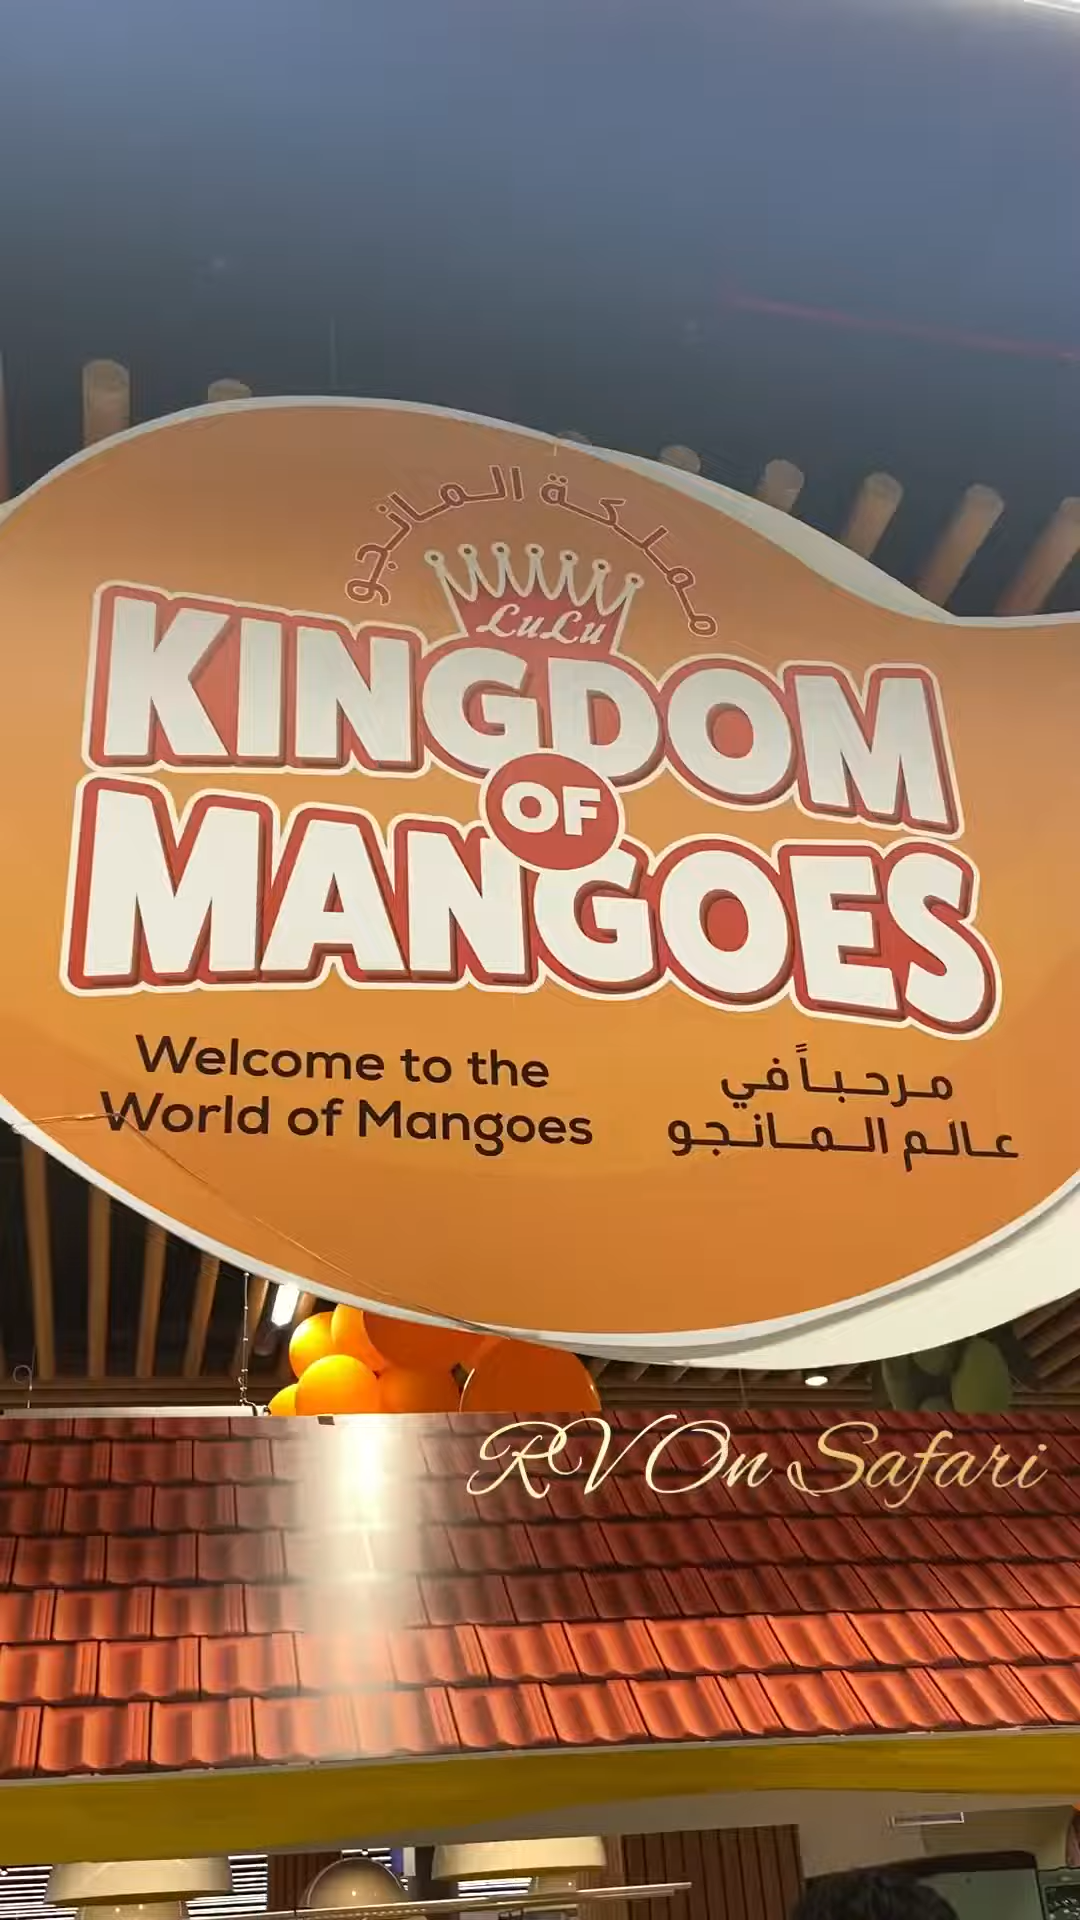 مملكة المانجو
LuLu
KINGDOM
OF
MANGOES
Welcome to the
World of Mangoes
مرحباً في
عالم المانجو
RV On Safari